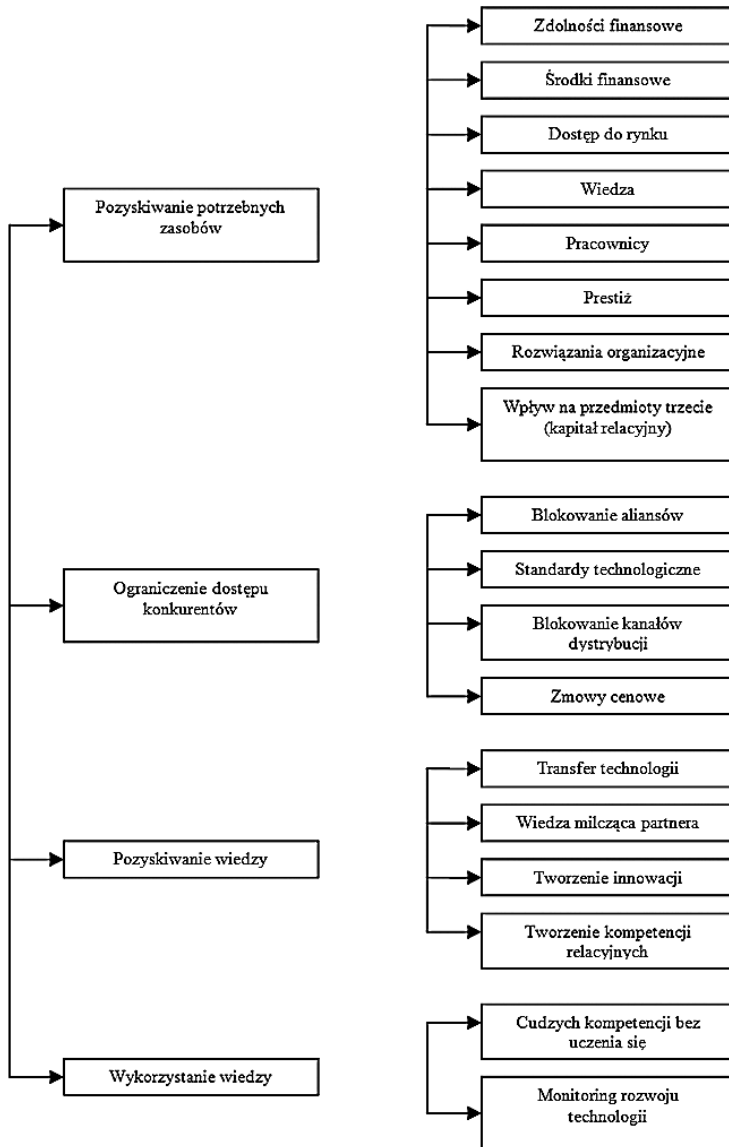 Pozyskiwanie potrzebnych
zasobów
Zdolności finansowe
Środki finansowe
Dostęp do rynku
Wiedza
Pracownicy
Prestiż
Rozwiązania organizacyjne
Wpływ na przedmioty trzecie
(kapitał relacyjny)
Ograniczenie dostępu
konkurentów
Blokowanie aliansów
Standardy technologiczne
Blokowanie kanałów
dystrybucji
Zmowy cenowe
Pozyskiwanie wiedzy
Transfer technologii
Wiedza milcząca partnera
Tworzenie innowacji
Tworzenie kompetencji
relacyjnych
Wykorzystanie wiedzy
Cudzych kompetencji bez
uczenia się
Monitoring rozwoju
technologii